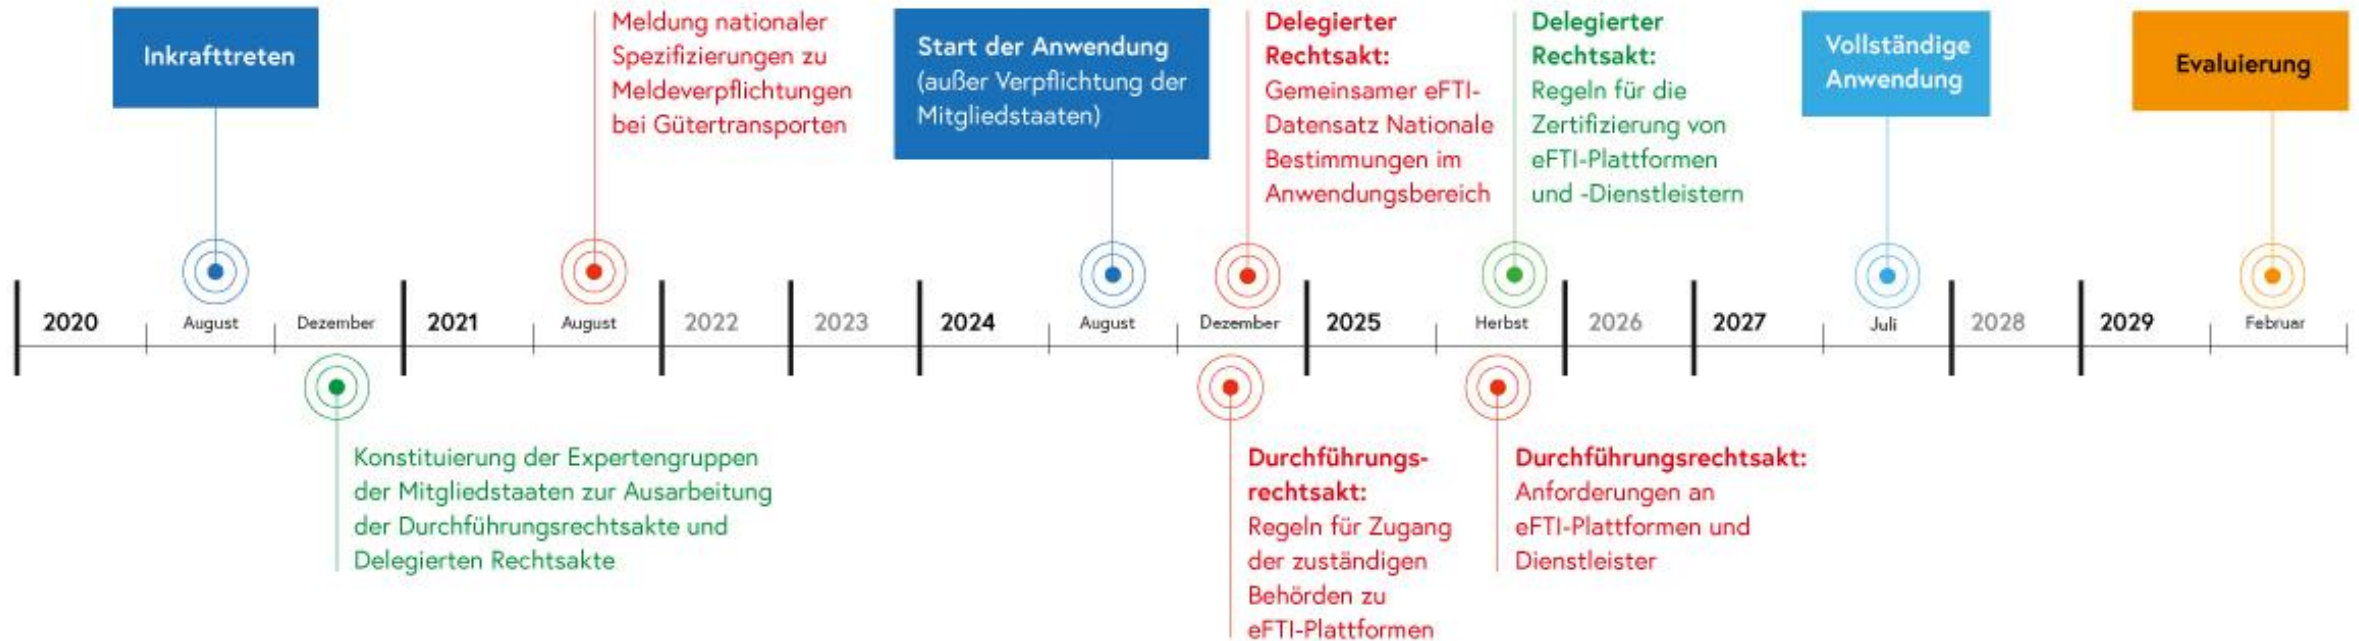 Inkrafttreten
Meldung nationaler
Spezifizierungen zu
Meldeverpflichtungen
bei Gütertransporten
Start der Anwendung
(außer Verpflichtung der
Mitgliedstaaten)
Delegierter
Rechtsakt:
Gemeinsamer eFTI-
Datensatz Nationale
Bestimmungen im
Anwendungsbereich
Delegierter
Rechtsakt:
Regeln für die
Zertifizierung von
eFTI-Plattformen
und -Dienstleistern
Vollständige
Anwendung
Evaluierung
2020 August Dezember 2021 August 2022 2023 2024 August Dezember 2025 Herbst 2026 2027 Juli 2028 2029 Februar
Konstituierung der Expertengruppen
der Mitgliedstaaten zur Ausarbeitung
der Durchführungsrechtsakte und
Delegierten Rechtsakte
Durchführungs-
rechtsakt:
Regeln für Zugang
der zuständigen
Behörden zu
eFTI-Plattformen
Durchführungsrechtsakt:
Anforderungen an
eFTI-Plattformen und
Dienstleister